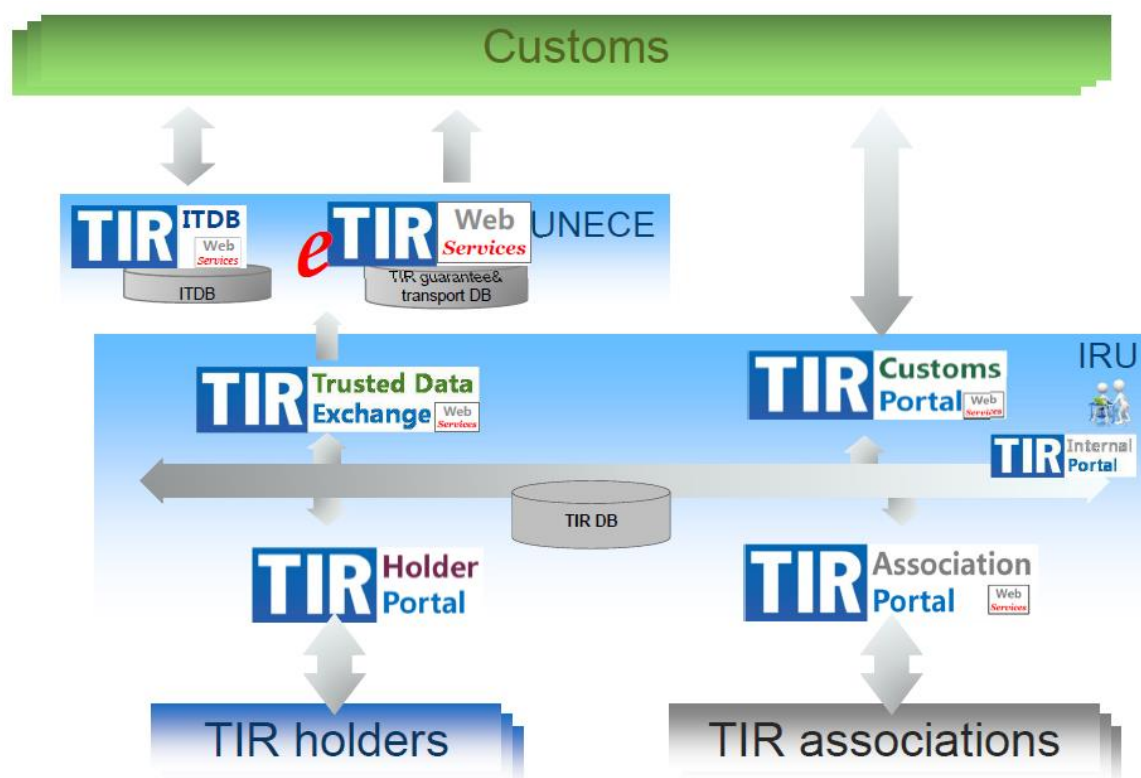 Customs
TIR ITDB
Web
Services
ITDB
eTIR Web
Services
UNECE
TIR guarantee&
transport DB
IRU
TIR Trusted Data
Exchange
Web
Services
TIR Customs
Portal
Web
Services
TIR Internal
Portal
TIR DB
TIR Holder
Portal
TIR Association
Portal
Web
Services
TIR holders
TIR associations